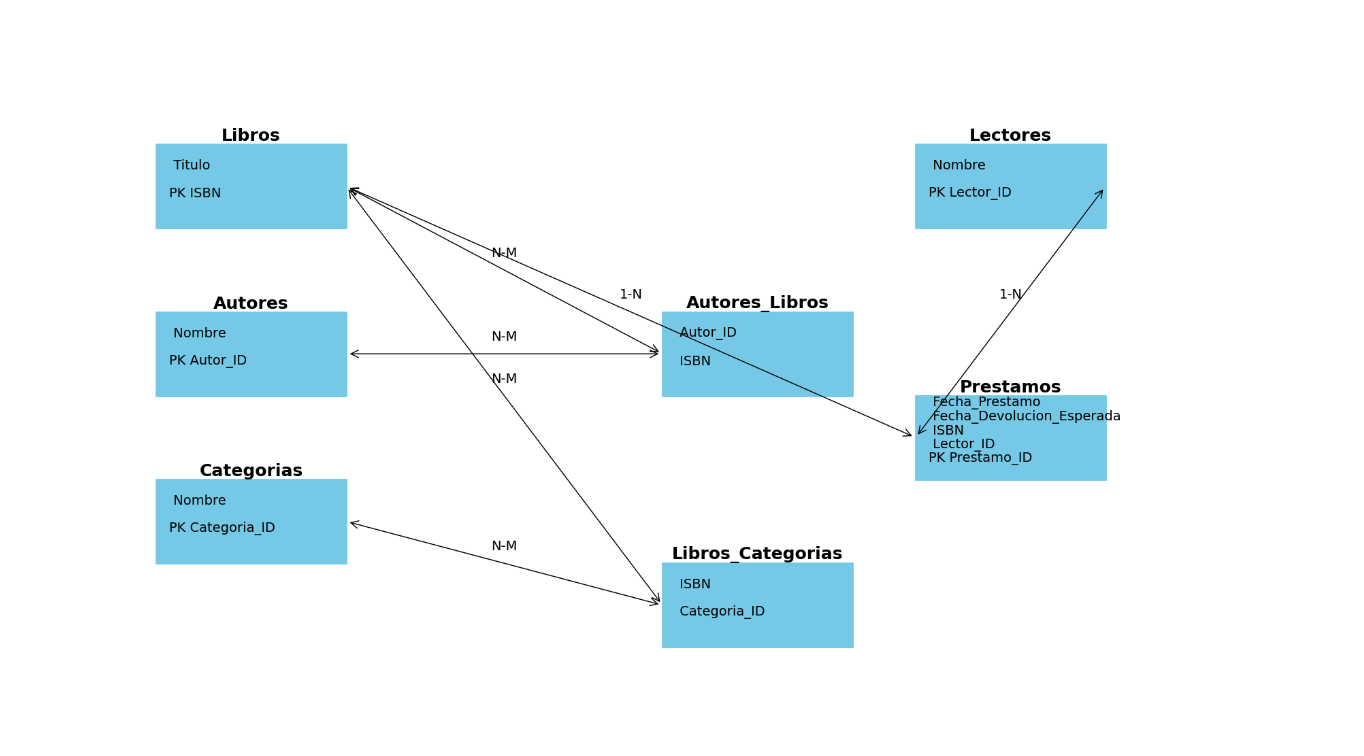 Libros
Titulo
PK ISBN
Autores
Nombre
PK Autor_ID
Categorias
Nombre
PK Categoria_ID
N-M
1-N
N-M
N-M
N-M
Autores_Libros
Autor_ID
ISBN
Libros_Categorias
ISBN
Categoria_ID
Lectores
Nombre
PK Lector_ID
1-N
Prestamos
Fecha_Prestamo
Fecha_Devolucion_Esperada
ISBN
Lector_ID
PK Prestamo_ID